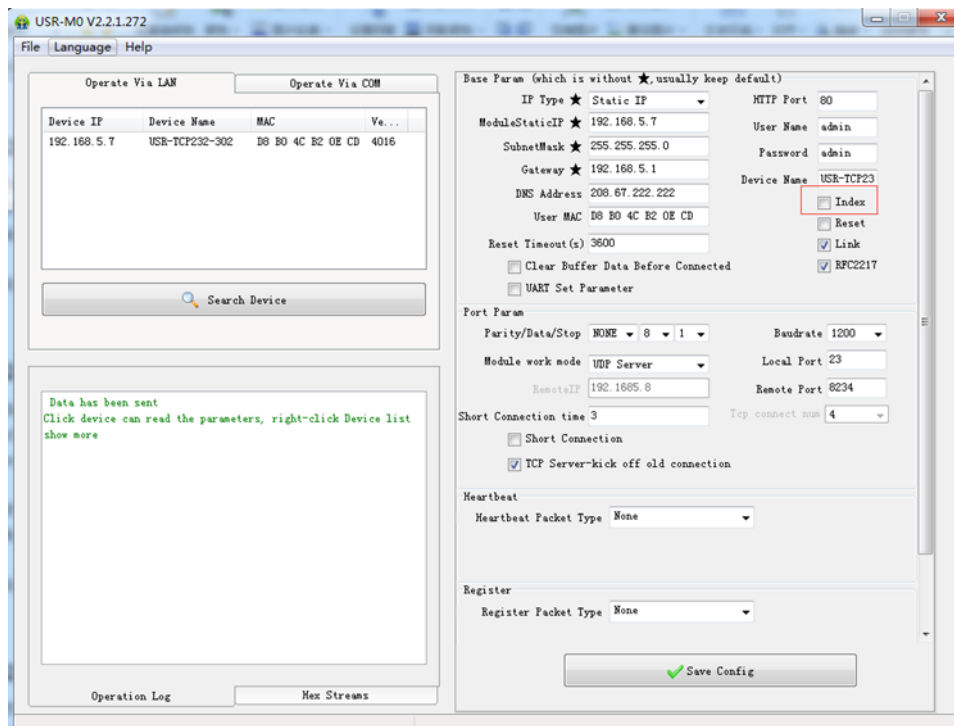 USR-M0 V2.2.1.272
File Language Help
Operate Via LAN Operate Via COM
Device IP Device Name MAC Ve...
192.168.5.7 USR-TCP232-302 D8 B0 4C B2 0E CD 4016
Search Device
Data has been sent
Click device can read the parameters, right-click Device list
show more
Operation Log Hex Streams
Base Param (which is without ★,usually keep default)
IP Type ★ Static IP HTTP Port 80
ModuleStaticIP ★ 192.168.5.7 User Name admin
SubnetMask ★ 255.255.255.0 Password admin
Gateway ★ 192.168.5.1 Device Name USR-TCP23
DNS Address 208.67.222.222 Index
User MAC D8 B0 4C B2 0E CD Reset
Reset Timeout(s) 3600 Link
Clear Buffer Data Before Connected RFC2217
UART Set Parameter
Port Param
Parity/Data/Stop NONE 8 1 Baudrate 1200
Module work mode UDP Server Local Port 23
RemoteIP 192.1685.8 Remote Port 8234
Short Connection time 3 Tcp connect num 4
Short Connection
TCP Server-kick off old connection
Heartbeat
Heartbeat Packet Type None
Register
Register Packet Type None
Save Config